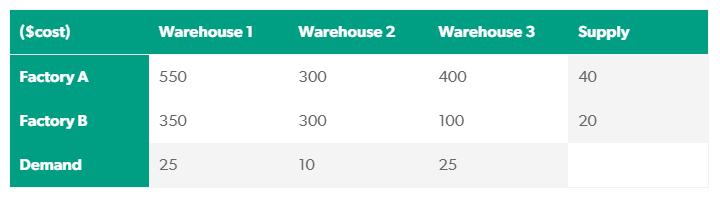 ($cost) Warehouse 1 Warehouse 2 Warehouse 3 Supply
Factory A 550 300 400 40
Factory B 350 300 100 20
Demand 25 10 25